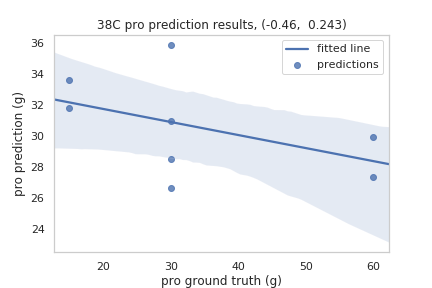 38C pro prediction results, (-0.46,  0.243)
fitted line
predictions
36
34
32
30
28
26
24
pro prediction (g)
20
30
40
50
60
pro ground truth (g)